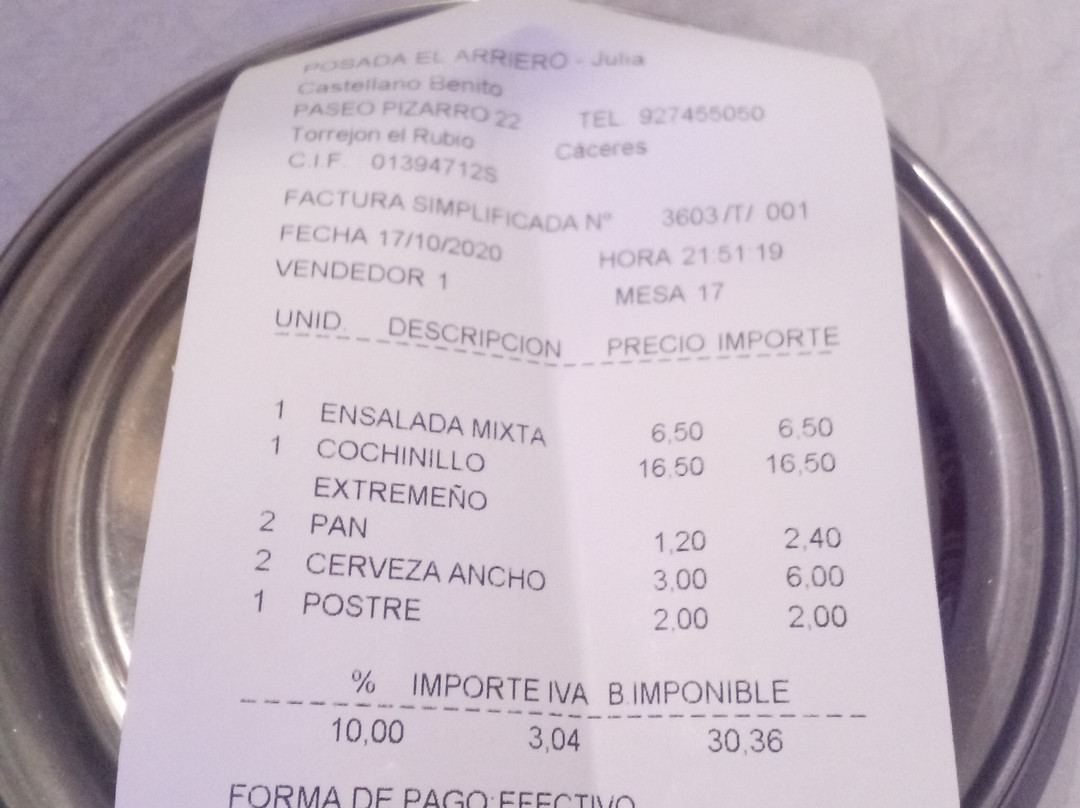 POSADA EL ARRIERO - Julia
Castellano Benito
PASEO PIZARRO 22 TEL. 927455050
Torrejon el Rubio Cáceres
C.I.F. 01394712S
FACTURA SIMPLIFICADA Nº 3603/T/ 001
FECHA 17/10/2020 HORA 21:51:19
VENDEDOR 1 MESA 17
UNID. DESCRIPCION PRECIO IMPORTE
1 ENSALADA MIXTA 6,50 6,50
1 COCHINILLO 16,50 16,50
EXTREMEÑO
2 PAN 1,20 2,40
2 CERVEZA ANCHO 3,00 6,00
1 POSTRE 2,00 2,00
% IMPORTE IVA B.IMPONIBLE
10,00 3,04 30,36
FORMA DE PAGO:EFECTIVO